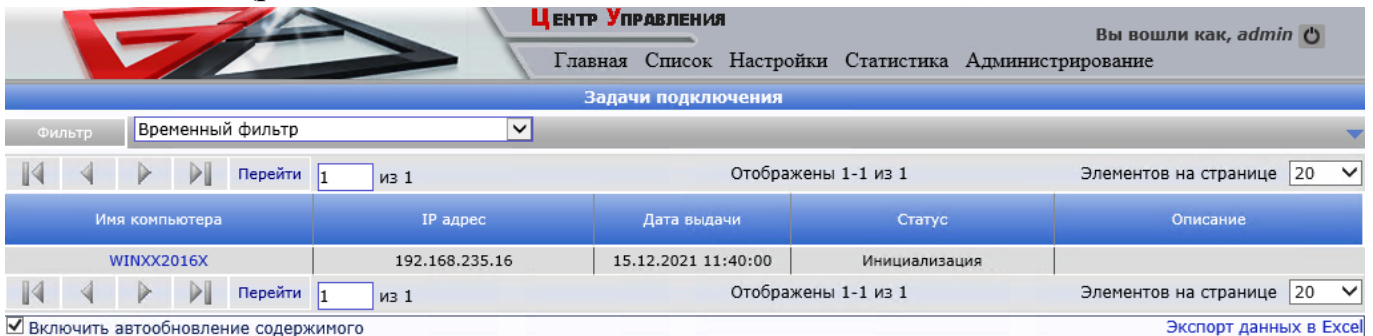 Центр Управления
Вы вошли как, admin
Главная Список Настройки Статистика Администрирование
Задачи подключения
Фильтр Временный фильтр
Перейти 1 из 1 Отображены 1-1 из 1 Элементов на странице 20
Имя компьютера IP адрес Дата выдачи Статус Описание
WINXX2016X 192.168.235.16 15.12.2021 11:40:00 Инициализация
Перейти 1 из 1 Отображены 1-1 из 1 Элементов на странице 20
Включить автообновление содержимого Экспорт данных в Excel